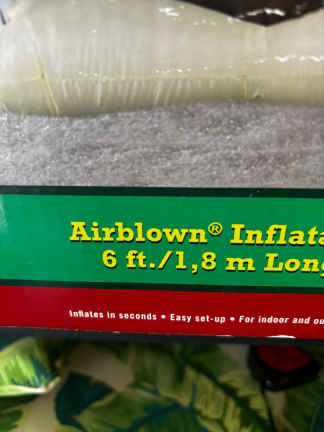 Airblown® Inflata
6 ft./1,8 m Long
Inflates in seconds • Easy set-up • For indoor and ou